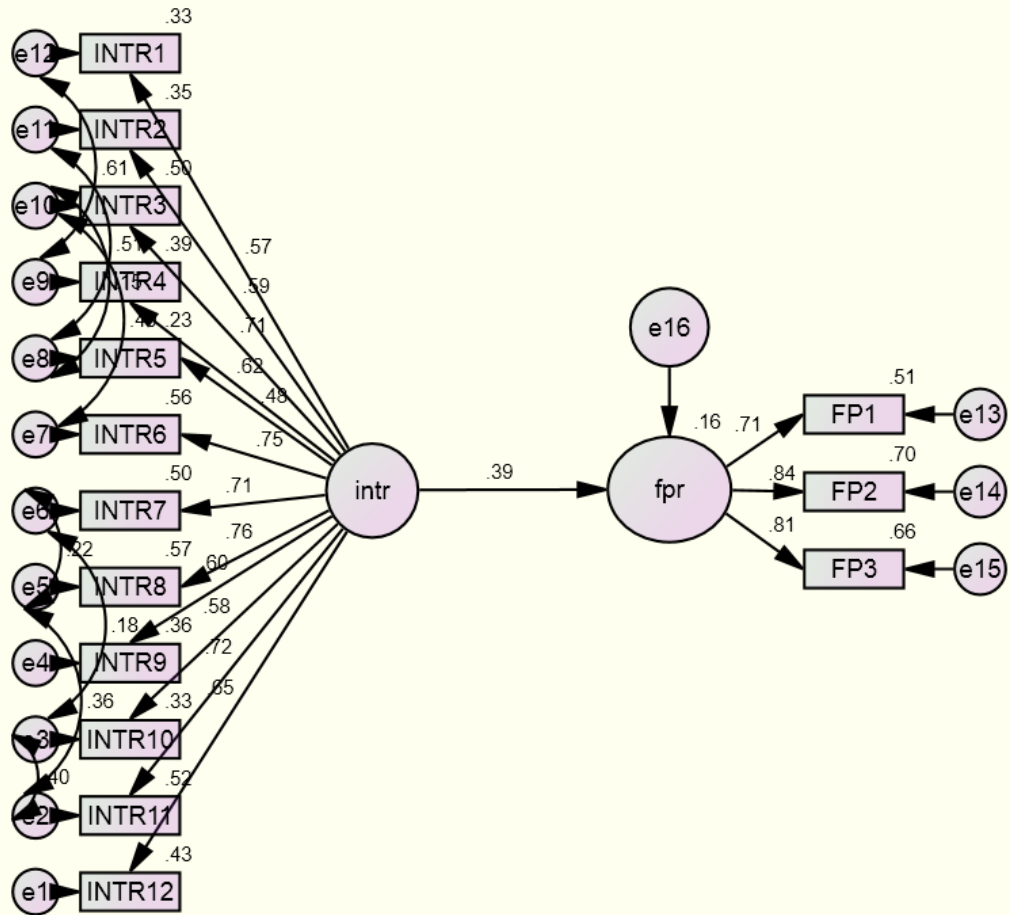 .33
e12 INTR1
.35
e11 INTR2
.61 .50
e10 INTR3
.51 .39
e9 INTR4
.15
.23
e8 INTR5
.56
e7 INTR6
.50
e6 INTR7
.22 .57
e5 INTR8
.18 .36
e4 INTR9
.36 .33
e3 INTR10
.40 .52
e2 INTR11
.43
e1 INTR12
.57
.59
.71
.62
.48
.75
.71
.76
.60
.58
.72
.65
intr
.39
e16
.16
fpr
.71
.84
.81
.51
FP1 e13
.70
FP2 e14
.66
FP3 e15